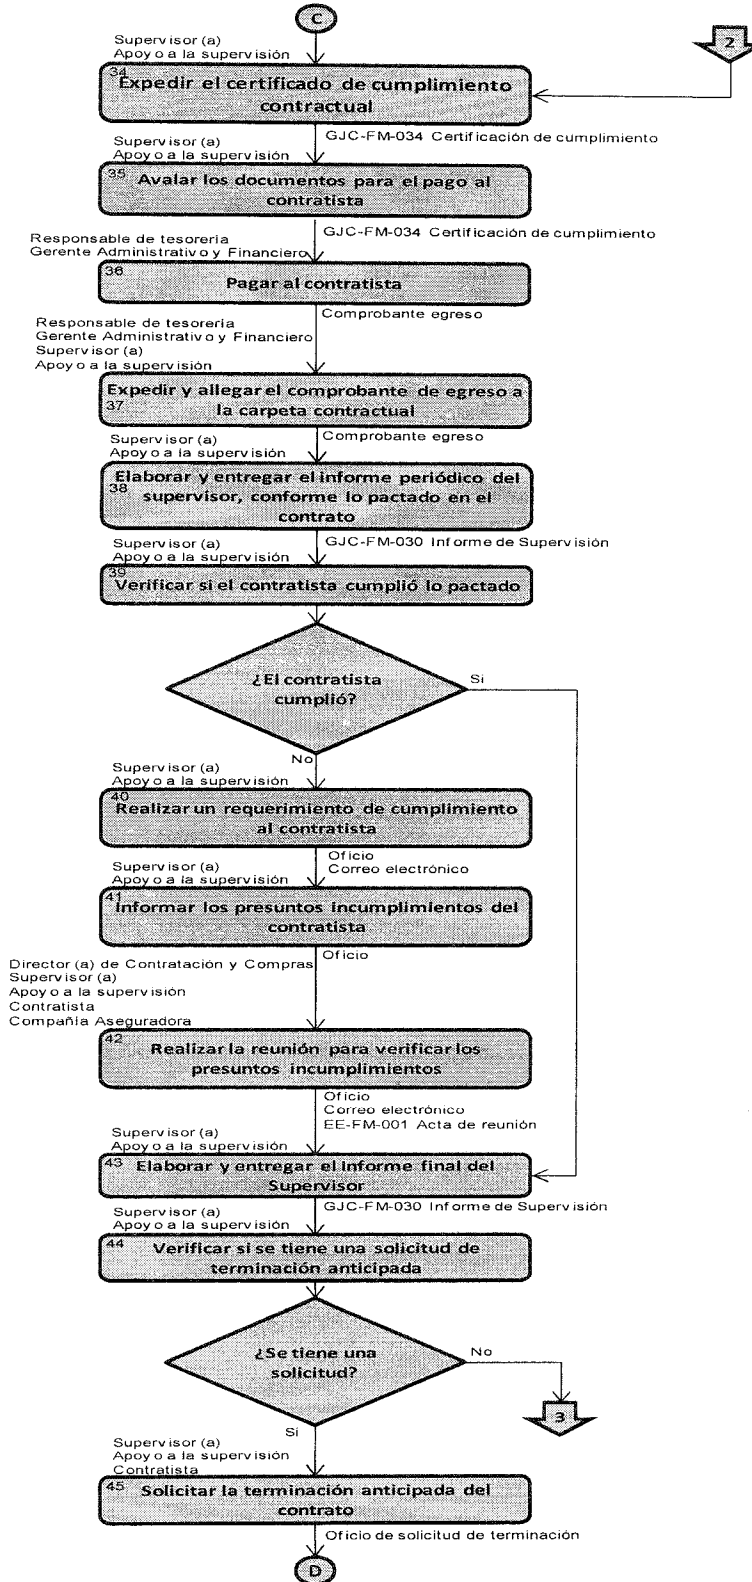 C
2
Supervisor (a)
Apoyo a la supervisión
34
Expedir el certificado de cumplimiento
contractual
GJC-FM-034 Certificación de cumplimiento
Supervisor (a)
Apoyo a la supervisión
35
Avalar los documentos para el pago al
contratista
GJC-FM-034 Certificación de cumplimiento
Responsable de tesorería
Gerente Administrativo y Financiero
36
Pagar al contratista
Comprobante egreso
Responsable de tesorería
Gerente Administrativo y Financiero
Supervisor (a)
Apoyo a la supervisión
Expedir y allegar el comprobante de egreso a
37
la carpeta contractual
Comprobante egreso
Supervisor (a)
Apoyo a la supervisión
Elaborar y entregar el informe periódico del
38
supervisor, conforme lo pactado en el
contrato
GJC-FM-030 Informe de Supervisión
Supervisor (a)
Apoyo a la supervisión
39
Verificar si el contratista cumplió lo pactado
¿El contratista
cumplió?
Si
No
Supervisor (a)
Apoyo a la supervisión
40
Realizar un requerimiento de cumplimiento
al contratista
Oficio
Correo electrónico
Supervisor (a)
Apoyo a la supervisión
41
Informar los presuntos incumplimientos del
contratista
Oficio
Director (a) de Contratación y Compras
Supervisor (a)
Apoyo a la supervisión
Contratista
Compañía Aseguradora
42
Realizar la reunión para verificar los
presuntos incumplimientos
Oficio
Correo electrónico
EE-FM-001 Acta de reunión
Supervisor (a)
Apoyo a la supervisión
43
Elaborar y entregar el Informe final del
Supervisor
GJC-FM-030 Informe de Supervisión
Supervisor (a)
Apoyo a la supervisión
44
Verificar si se tiene una solicitud de
terminación anticipada
¿Se tiene una
solicitud?
No
3
Si
Supervisor (a)
Apoyo a la supervisión
Contratista
45
Solicitar la terminación anticipada del
contrato
Oficio de solicitud de terminación
D